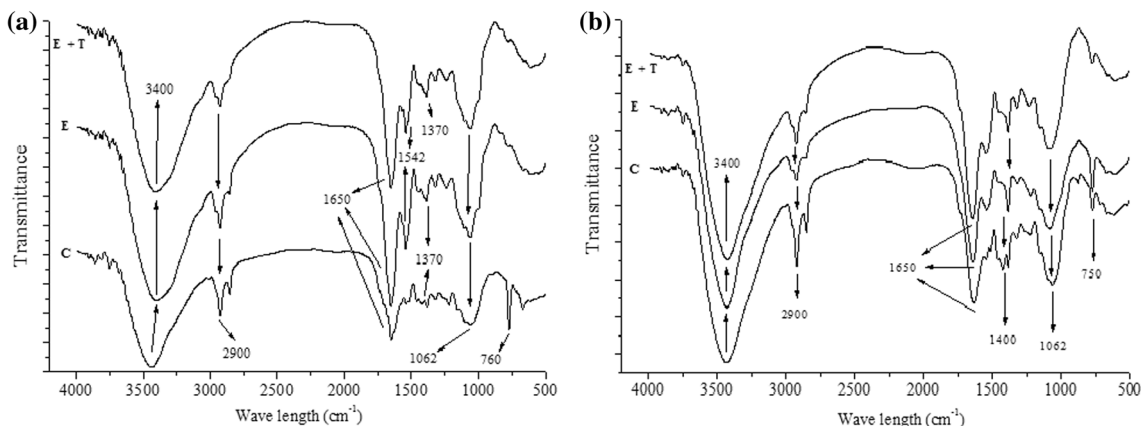 (a)
E + T
3400
1370
E
1542
1650
1370
C
2900
1062
760
Transmittance
4000 3500 3000 2500 2000 1500 1000 500
Wave length (cm-1)
(b)
E + T
E
C
3400
1650
750
2900
1400
1062
Transmittance
4000 3500 3000 2500 2000 1500 1000 500
Wave length (cm-1)